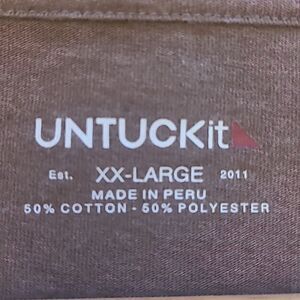 UNTUCKit
Est. XX-LARGE 2011
MADE IN PERU
50% COTTON - 50% POLYESTER